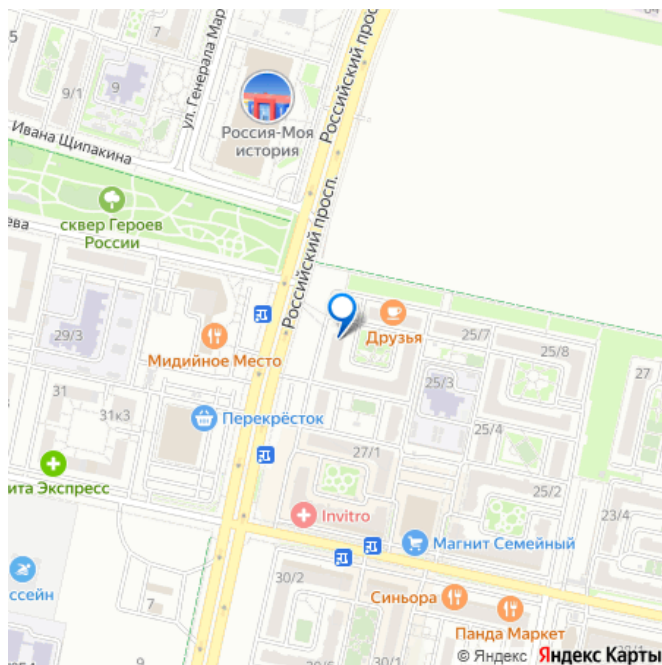 64
Российский прос
7
ул. Генерала Мар
9/1
9
Россия-Моя
история
Ивана Щипакина
сквер Героев
России
ева
Российский просп.
29/3
Мидийное Место
Друзья
25/7
25/8
31
31к3
Перекрёсток
25/3
27
25/4
27/1
ита Экспресс
Invitro
25/2
23/4
Магнит Семейный
30/2
ссейн
Синьора
7
Панда Маркет
9
30/6
© Яндекс Яндекс Карты